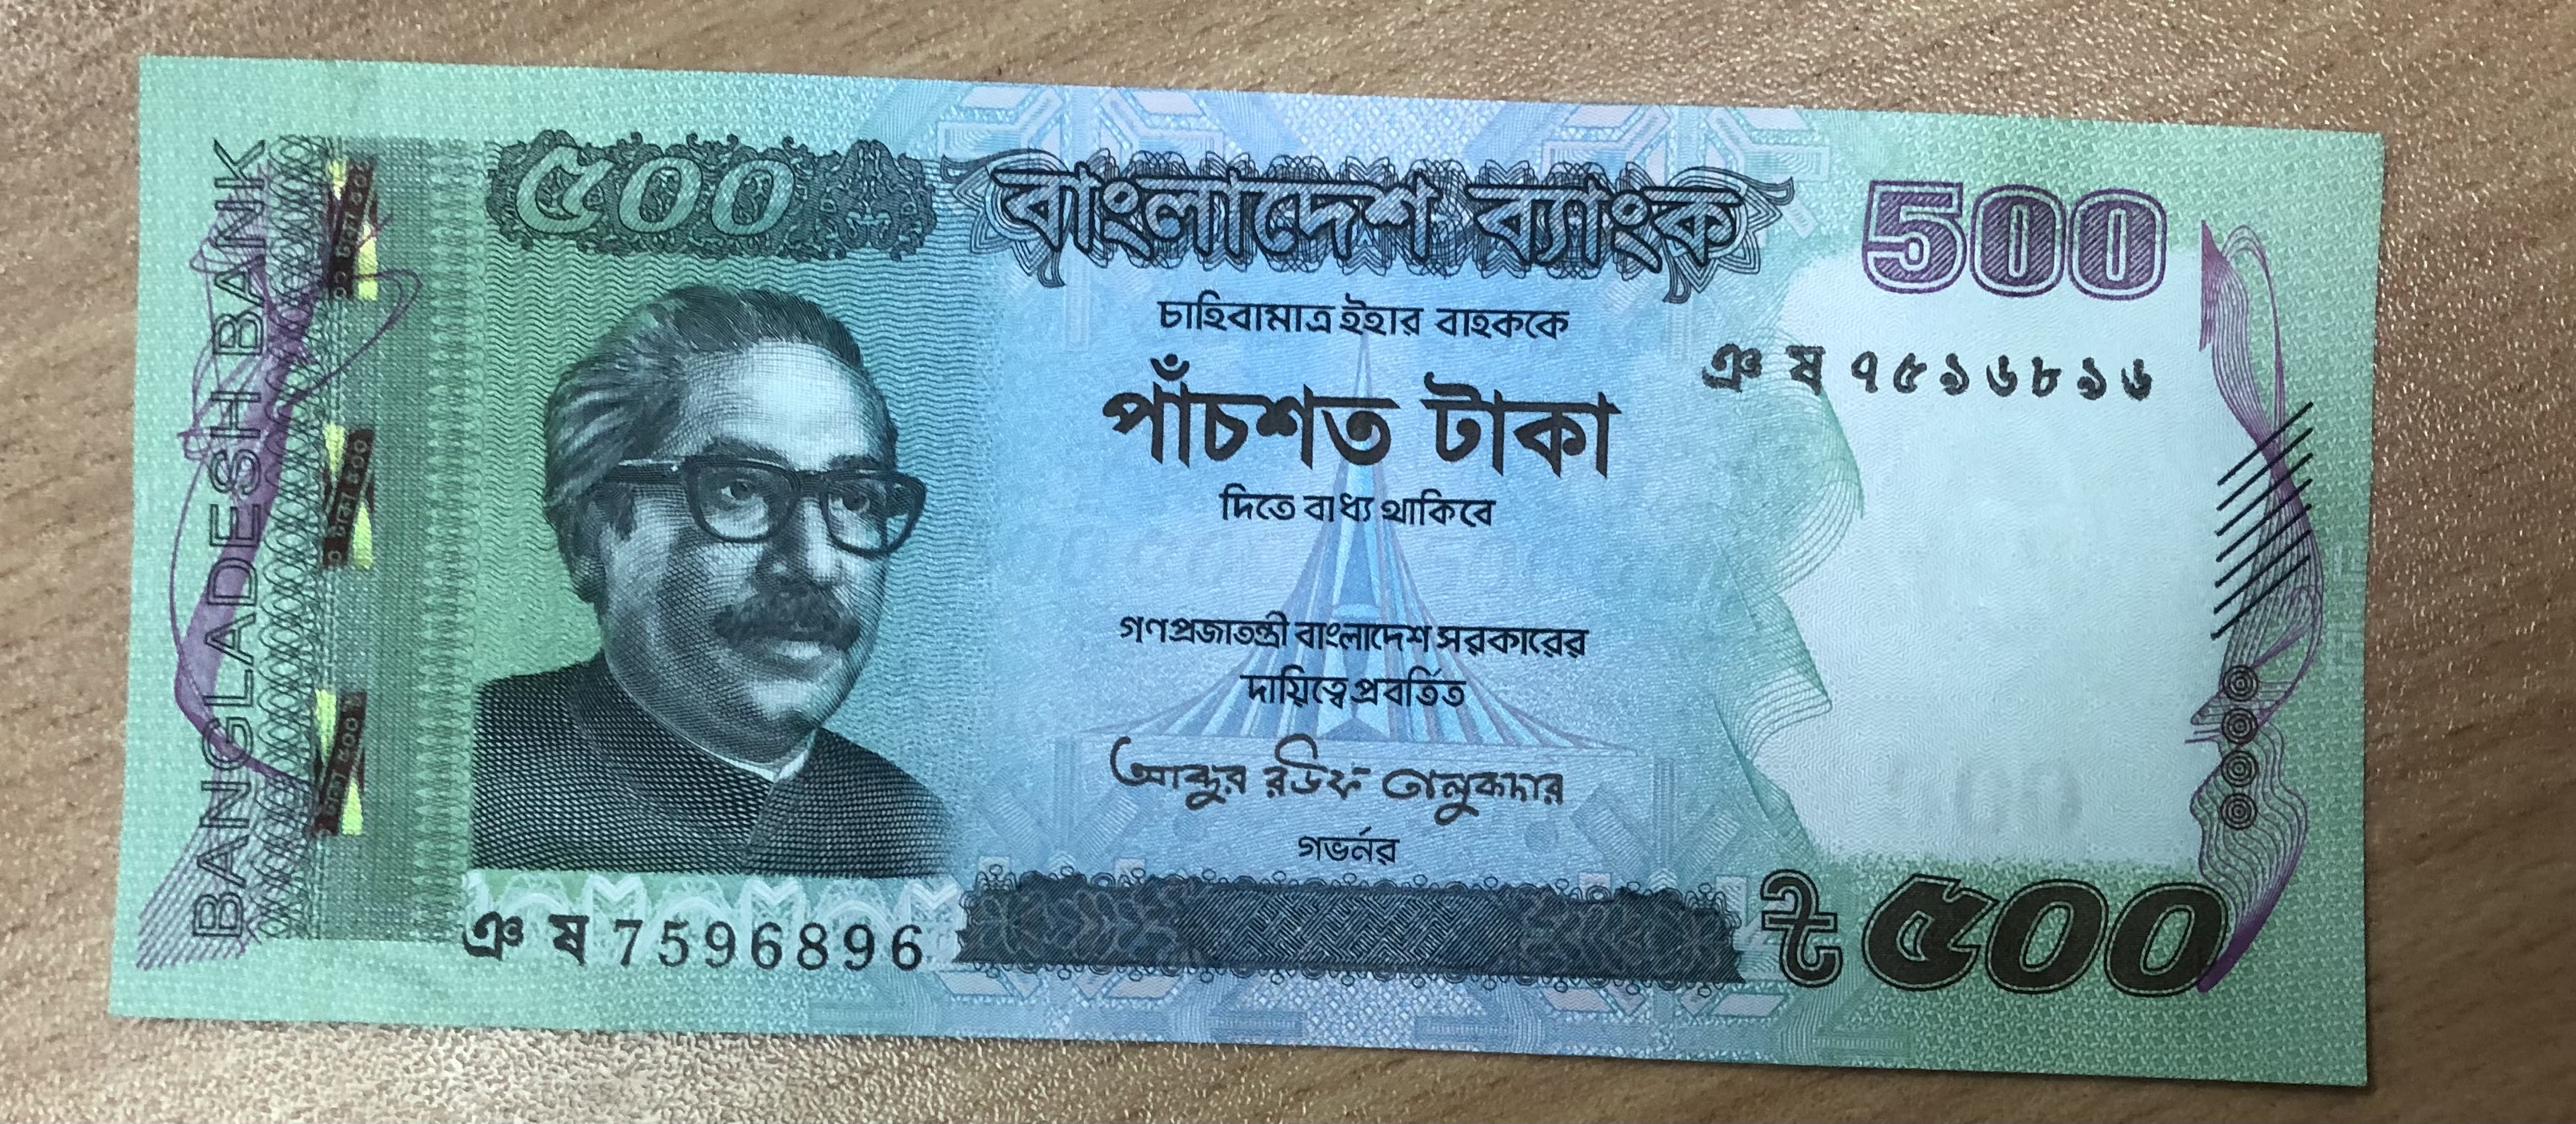 BANGLADESH BANK
৫০০
বাংলাদেশ ব্যাংক
500
চাহিবামাত্র ইহার বাহককে
ঞ ষ ৭৫৯৬৮৯৬
পাঁচশত টাকা
দিতে বাধ্য থাকিবে
গণপ্রজাতন্ত্রী বাংলাদেশ সরকারের
দায়িত্বে প্রবর্তিত
আব্দুর রউফ তালুকদার
গভর্নর
ঞ ষ 7596896
৳ ৫০০